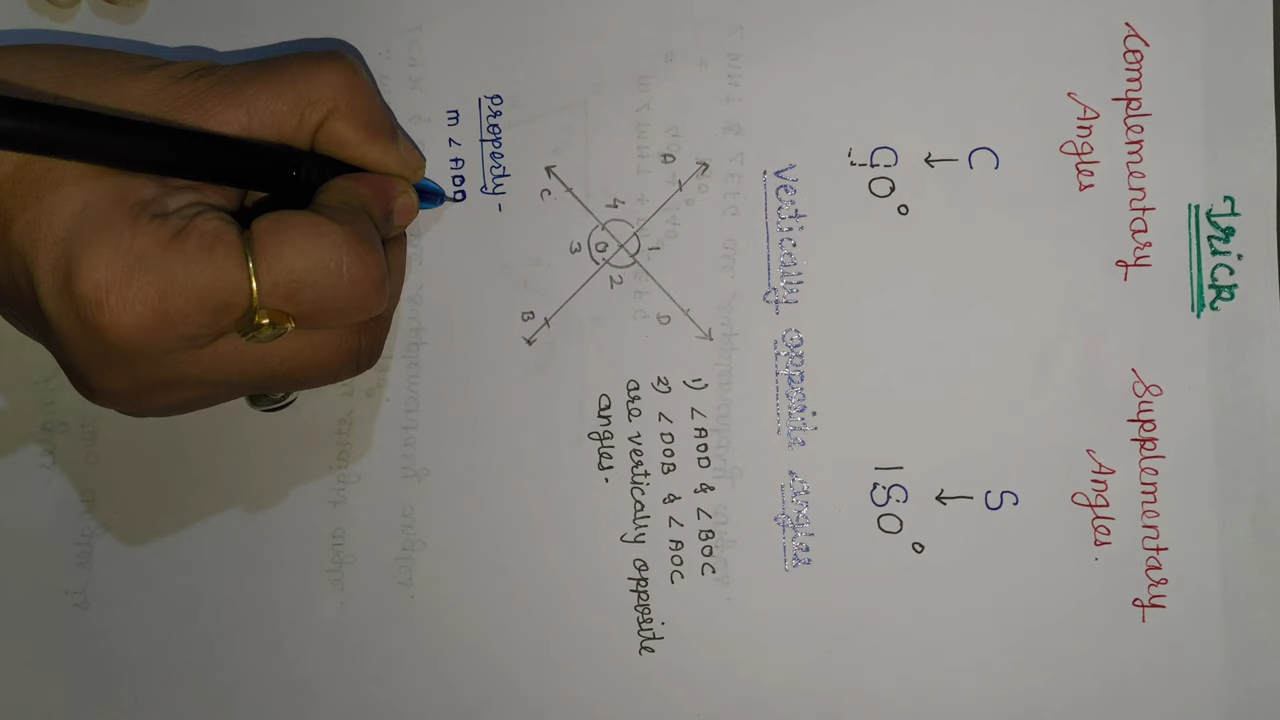 Trick
Complementary Angles
Supplementary Angles.
C
S
↓
↓
90°
180°
Vertically opposite angles
A
D
1
4
2
O
3
C
B
1) ∠AOD & ∠BOC
2) ∠DOB & ∠AOC
are vertically opposite
angles.
Property-
m∠AOD